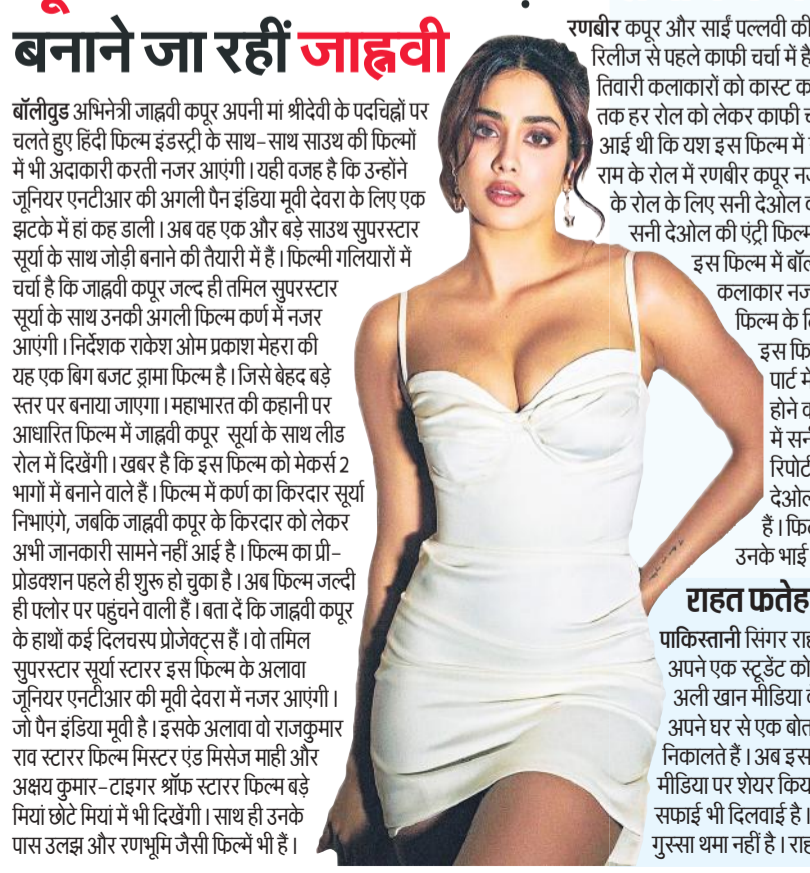 बनाने जा रहीं जाह्नवी
बॉलीवुड अभिनेत्री जाह्नवी कपूर अपनी मां श्रीदेवी के पदचिह्नों पर
चलते हुए हिंदी फिल्म इंडस्ट्री के साथ-साथ साउथ की फिल्मों
में भी अदाकारी करती नजर आएंगी। यही वजह है कि उन्होंने
जूनियर एनटीआर की अगली पैन इंडिया मूवी देवरा के लिए एक
झटके में हां कह डाली। अब वह एक और बड़े साउथ सुपरस्टार
सूर्या के साथ जोड़ी बनाने की तैयारी में हैं। फिल्मी गलियारों में
चर्चा है कि जाह्नवी कपूर जल्द ही तमिल सुपरस्टार
सूर्या के साथ उनकी अगली फिल्म कर्ण में नजर
आएंगी। निर्देशक राकेश ओम प्रकाश मेहरा की
यह एक बिग बजट ड्रामा फिल्म है। जिसे बेहद बड़े
स्तर पर बनाया जाएगा। महाभारत की कहानी पर
आधारित फिल्म में जाह्नवी कपूर सूर्या के साथ लीड
रोल में दिखेंगी। खबर है कि इस फिल्म को मेकर्स 2
भागों में बनाने वाले हैं। फिल्म में कर्ण का किरदार सूर्या
निभाएंगे, जबकि जाह्नवी कपूर के किरदार को लेकर
अभी जानकारी सामने नहीं आई है। फिल्म का प्री-
प्रोडक्शन पहले ही शुरू हो चुका है। अब फिल्म जल्दी
ही फ्लोर पर पहुंचने वाली हैं। बता दें कि जाह्नवी कपूर
के हाथों कई दिलचस्प प्रोजेक्ट्स हैं। वो तमिल
सुपरस्टार सूर्या स्टारर इस फिल्म के अलावा
जूनियर एनटीआर की मूवी देवरा में नजर आएंगी।
जो पैन इंडिया मूवी है। इसके अलावा वो राजकुमार
राव स्टारर फिल्म मिस्टर एंड मिसेज माही और
अक्षय कुमार-टाइगर श्रॉफ स्टारर फिल्म बड़े
मियां छोटे मियां में भी दिखेंगी। साथ ही उनके
पास उलझ और रणभूमि जैसी फिल्में भी हैं।
रणबीर कपूर और साईं पल्लवी की
रिलीज से पहले काफी चर्चा में
तिवारी कलाकारों को कास्ट
तक हर रोल को लेकर काफी
आई थी कि यश इस फिल्म में
राम के रोल में रणबीर कपूर
के रोल के लिए सनी देओल
सनी देओल की एंट्री
इस फिल्म में
कलाकार
फिल्म के
इस
पार्ट
होने
में
हैं।
उनके भाई
राहत
पाकिस्तानी सिंगर
अपने एक स्टूडेंट को
अली खान मीडिया
अपने घर से एक
निकालते हैं। अब
मीडिया पर शेयर
सफाई भी दिलवाई है।
गुस्सा थमा नहीं है।